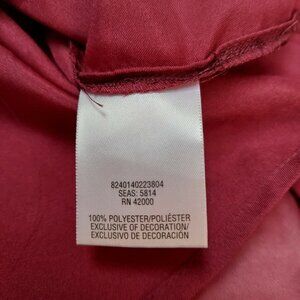 8240140223804
SEAS: 5814
RN 42000
100% POLYESTER/POLIÉSTER
EXCLUSIVE OF DECORATION/
EXCLUSIVO DE DECORACIÓN